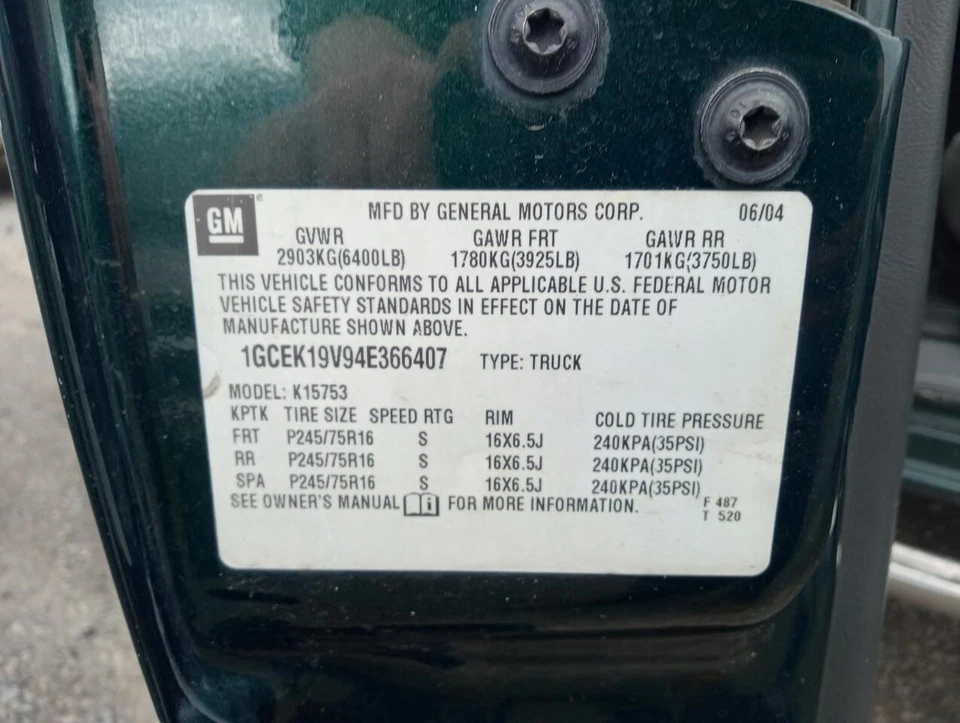 GM ® MFD BY GENERAL MOTORS CORP. 06/04
GVWR GAWR FRT GAWR RR
2903KG(6400LB) 1780KG(3925LB) 1701KG(3750LB)
THIS VEHICLE CONFORMS TO ALL APPLICABLE U.S. FEDERAL MOTOR
VEHICLE SAFETY STANDARDS IN EFFECT ON THE DATE OF
MANUFACTURE SHOWN ABOVE.
1GCEK19V94E366407 TYPE: TRUCK
MODEL: K15753
KPTK TIRE SIZE SPEED RTG RIM COLD TIRE PRESSURE
FRT P245/75R16 S 16X6.5J 240KPA(35PSI)
RR P245/75R16 S 16X6.5J 240KPA(35PSI)
SPA P245/75R16 S 16X6.5J 240KPA(35PSI)
SEE OWNER'S MANUAL i FOR MORE INFORMATION. F 487
T 520